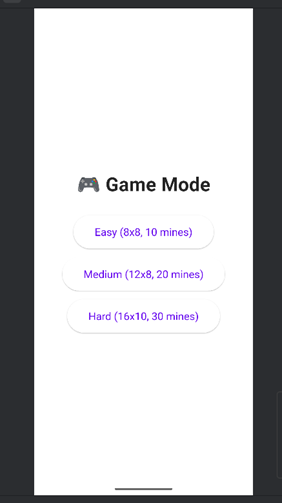 🎮 Game Mode
Easy (8x8, 10 mines)
Medium (12x8, 20 mines)
Hard (16x10, 30 mines)